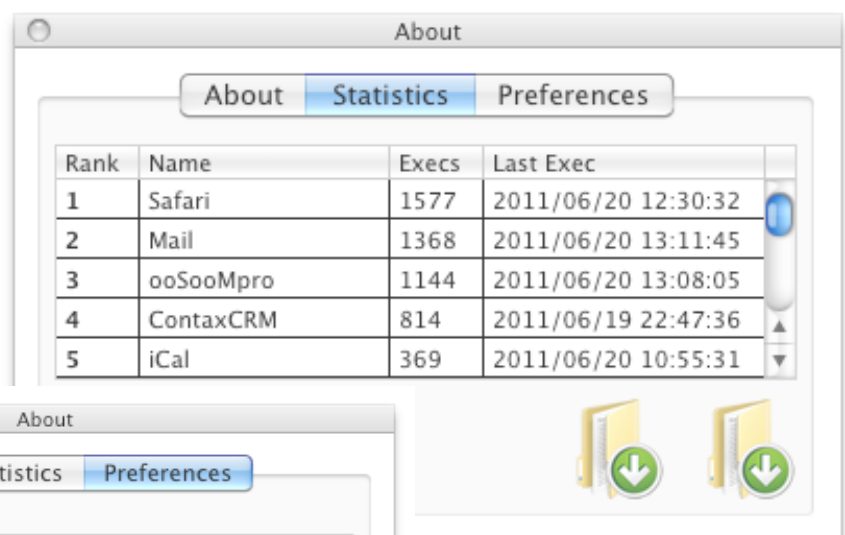 About
About Statistics Preferences
Rank Name Execs Last Exec
1 Safari 1577 2011/06/20 12:30:32
2 Mail 1368 2011/06/20 13:11:45
3 ooSooMpro 1144 2011/06/20 13:08:05
4 ContaxCRM 814 2011/06/19 22:47:36
5 iCal 369 2011/06/20 10:55:31
About
tistics Preferences